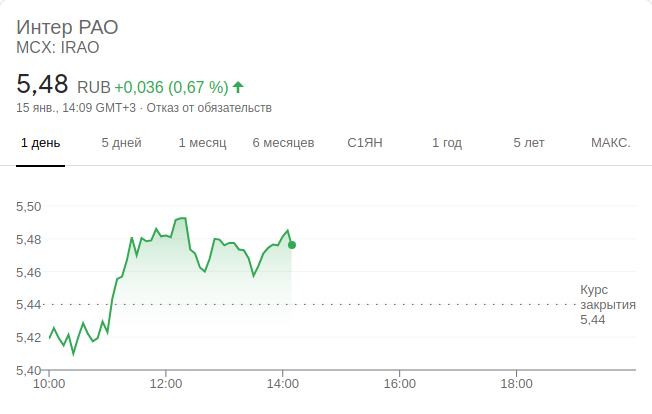 Интер РАО
MCX: IRAO
5,48 RUB +0,036 (0,67 %)
15 янв., 14:09 GMT+3 · Отказ от обязательств
1 день 5 дней 1 месяц 6 месяцев С1ЯН 1 год 5 лет МАКС.
5,50
5,48
5,46
5,44
5,42
5,40
Курс
закрытия
5,44
10:00 12:00 14:00 16:00 18:00